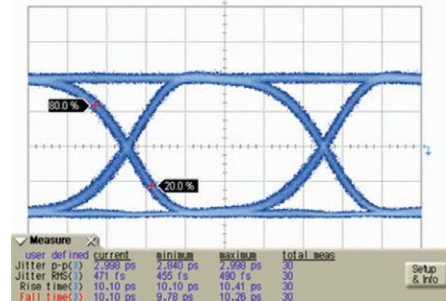 80.0 %
20.0 %
Measure
user defined current minimum maximum total meas
Jitter p-p(3) 2.998 ps 2.840 ps 2.998 ps 30
Jitter RMS(3) 471 fs 455 fs 490 fs 30
Rise time(3) 10.10 ps 10.10 ps 10.41 ps 30
Fall time(3) 10.10 ps 9.78 ps 10.26 ps 30
Setup
& Info